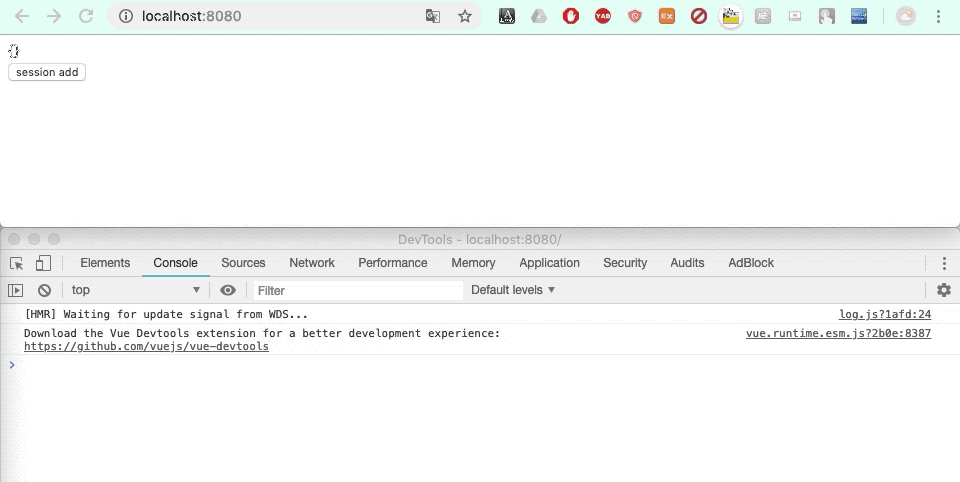 localhost:8080
{}
session add
DevTools - localhost:8080/
Elements Console Sources Network Performance Memory Application Security Audits AdBlock
top Filter Default levels
[HMR] Waiting for update signal from WDS... log.js?1afd:24
Download the Vue Devtools extension for a better development experience: vue.runtime.esm.js?2b0e:8387
https://github.com/vuejs/vue-devtools